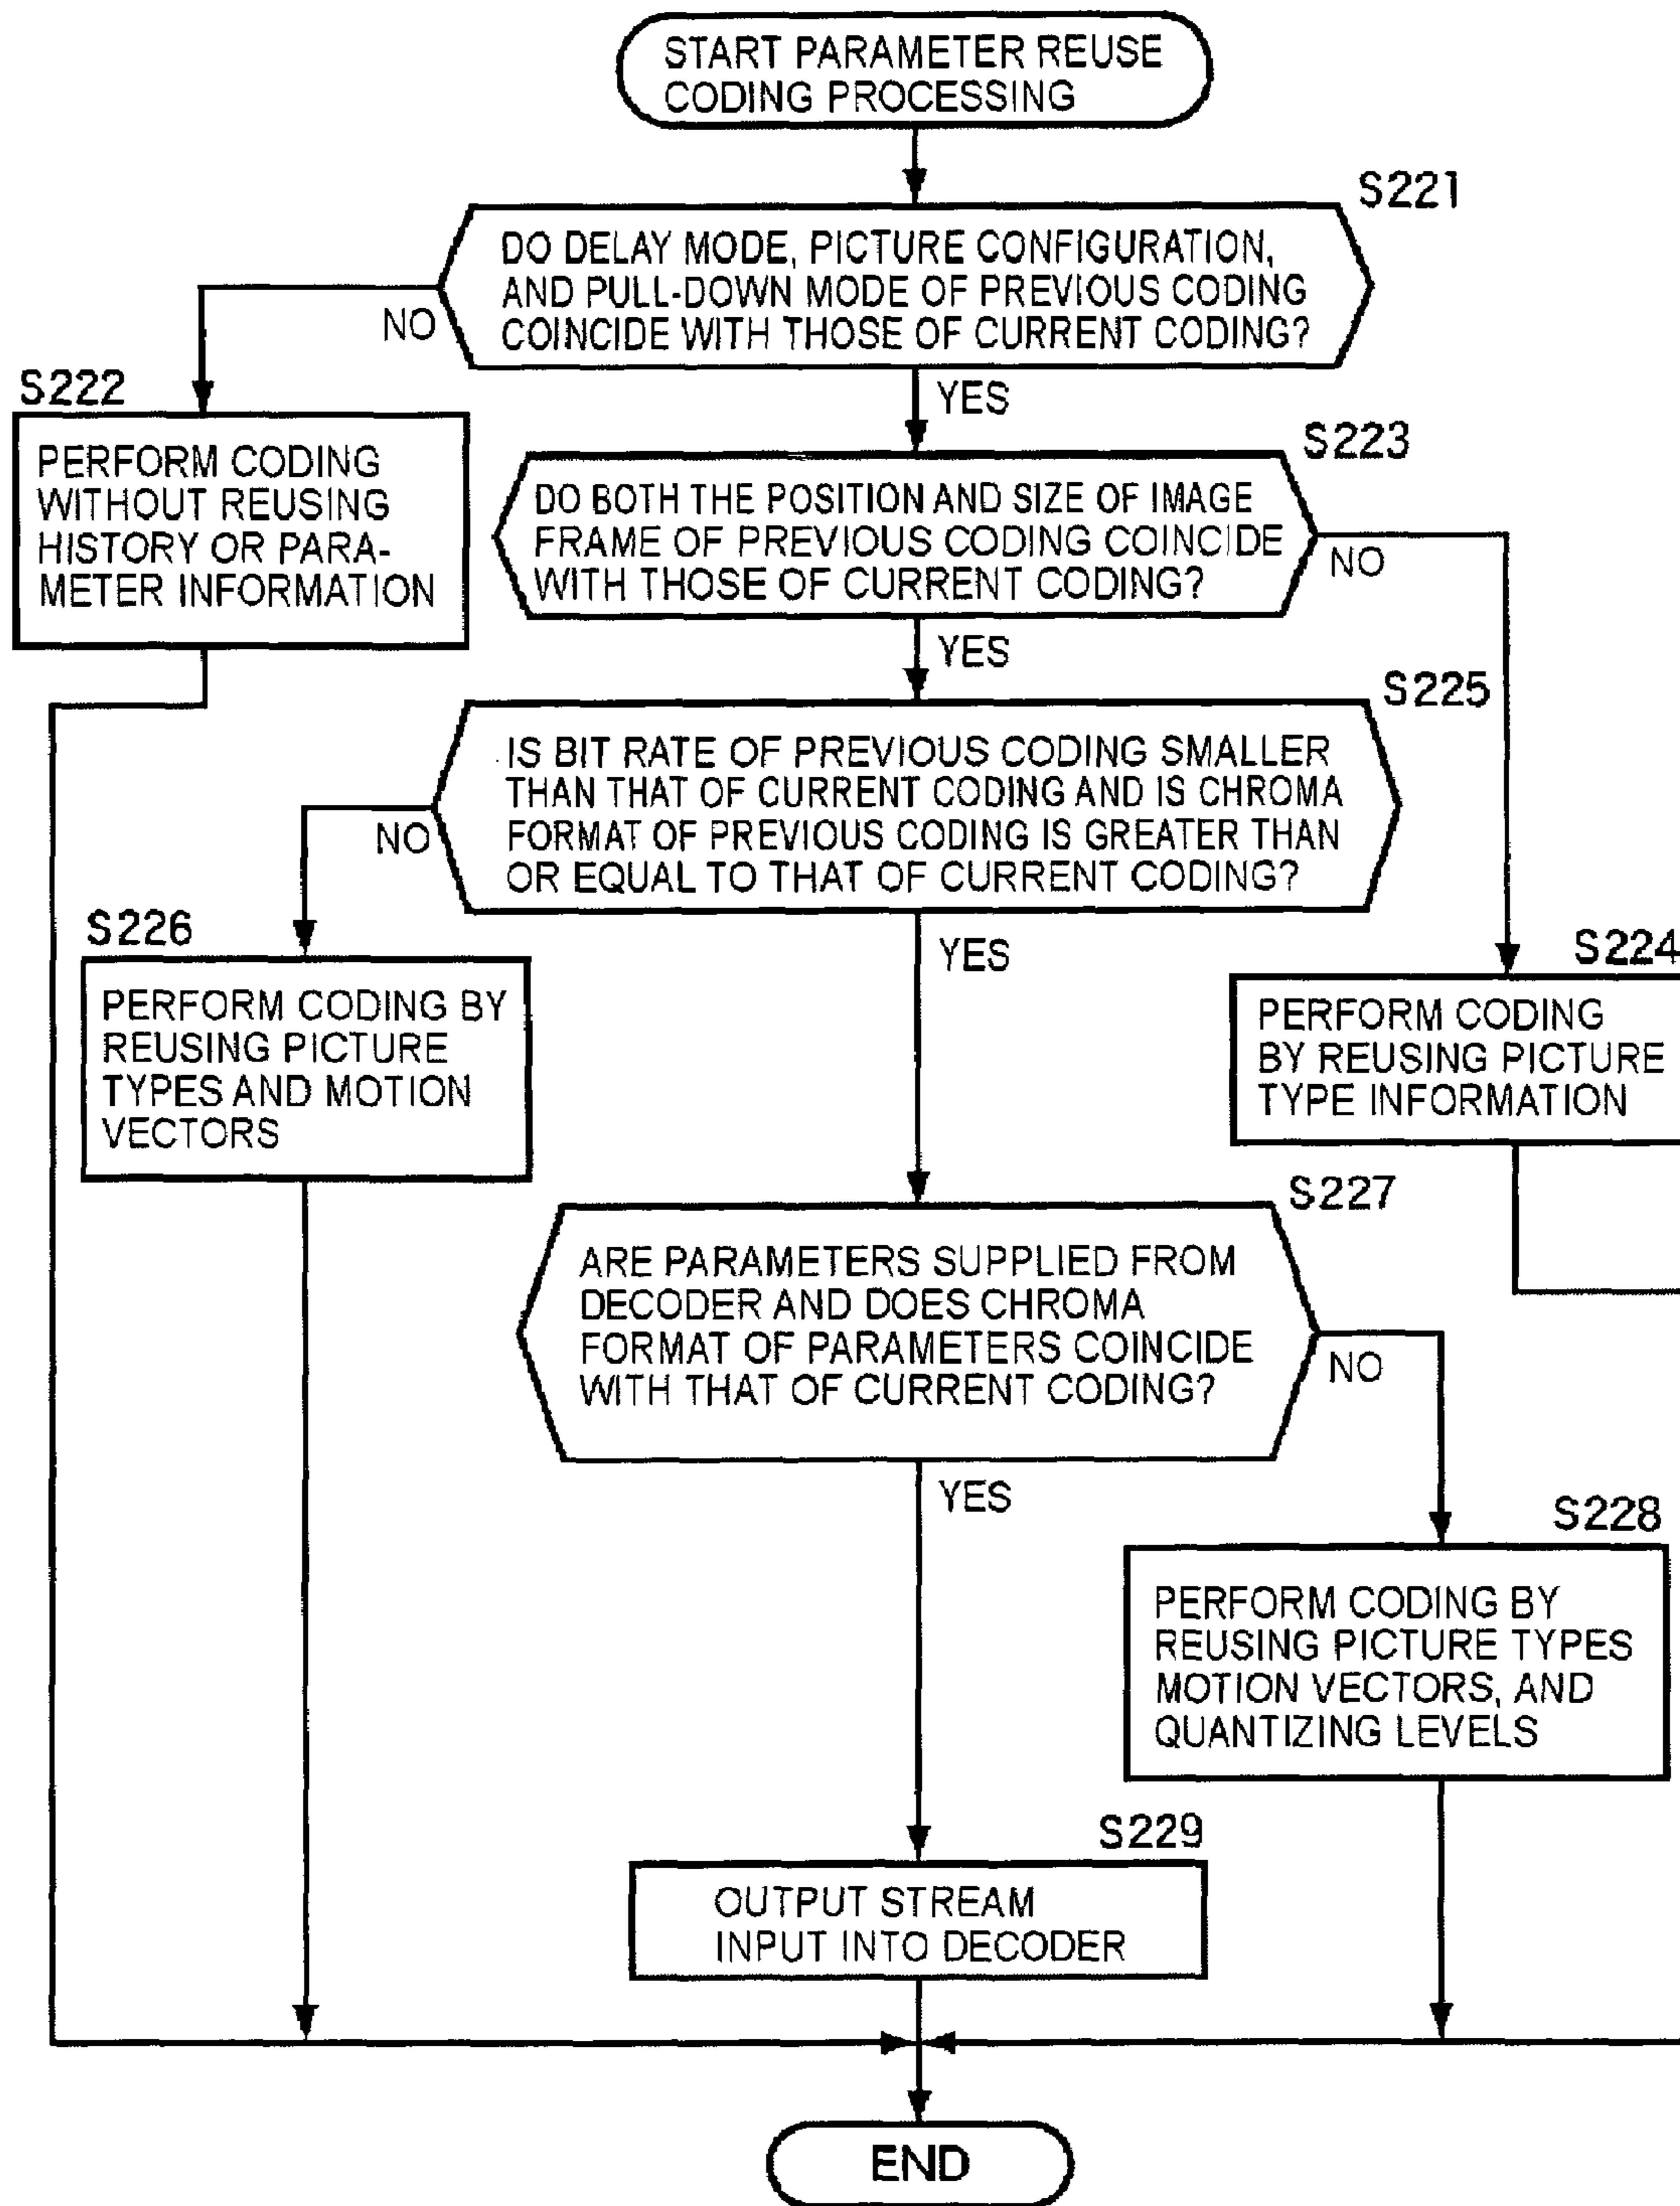 START PARAMETER REUSE
CODING PROCESSING
S221
DO DELAY MODE, PICTURE CONFIGURATION,
AND PULL-DOWN MODE OF PREVIOUS CODING
COINCIDE WITH THOSE OF CURRENT CODING?
NO
YES
S222
PERFORM CODING
WITHOUT REUSING
HISTORY OR PARA-
METER INFORMATION
S223
DO BOTH THE POSITION AND SIZE OF IMAGE
FRAME OF PREVIOUS CODING COINCIDE
WITH THOSE OF CURRENT CODING?
NO
YES
S225
IS BIT RATE OF PREVIOUS CODING SMALLER
THAN THAT OF CURRENT CODING AND IS CHROMA
FORMAT OF PREVIOUS CODING IS GREATER THAN
OR EQUAL TO THAT OF CURRENT CODING?
NO
YES
S226
PERFORM CODING BY
REUSING PICTURE
TYPES AND MOTION
VECTORS
S224
PERFORM CODING
BY REUSING PICTURE
TYPE INFORMATION
S227
ARE PARAMETERS SUPPLIED FROM
DECODER AND DOES CHROMA
FORMAT OF PARAMETERS COINCIDE
WITH THAT OF CURRENT CODING?
NO
YES
S228
PERFORM CODING BY
REUSING PICTURE TYPES
MOTION VECTORS, AND
QUANTIZING LEVELS
S229
OUTPUT STREAM
INPUT INTO DECODER
END